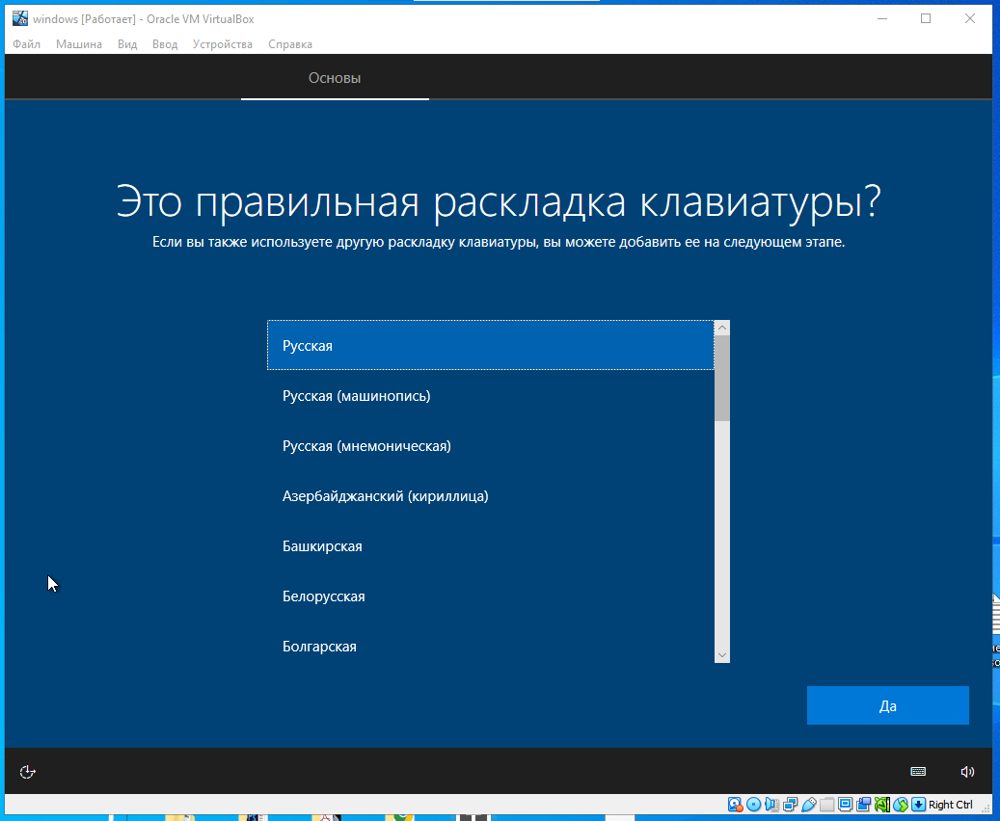 windows [Работает] - Oracle VM VirtualBox
Файл Машина Вид Ввод Устройства Справка
Основы
Это правильная раскладка клавиатуры?
Если вы также используете другую раскладку клавиатуры, вы можете добавить ее на следующем этапе.
Русская
Русская (машинопись)
Русская (мнемоническая)
Азербайджанский (кириллица)
Башкирская
Белорусская
Болгарская
Да
Right Ctrl